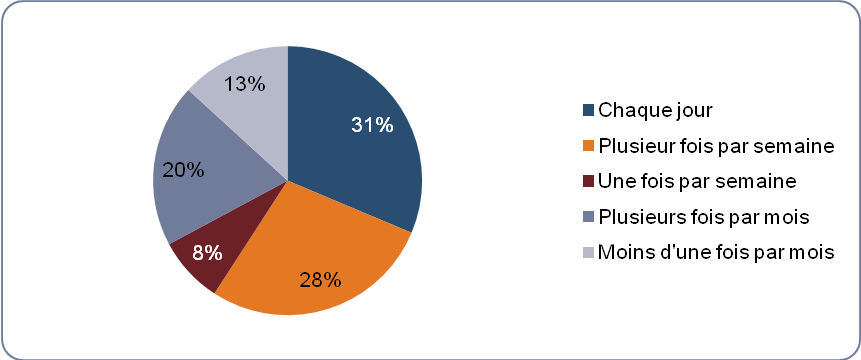 13%
31%
20%
8%
28%
Chaque jour
Plusieur fois par semaine
Une fois par semaine
Plusieurs fois par mois
Moins d'une fois par mois